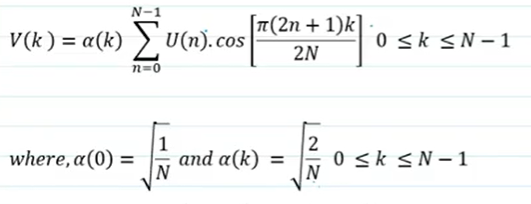 V(k) = α(k) ∑_{n=0}^{N−1} U(n).cos[π(2n + 1)k / 2N] 0 ≤ k ≤ N − 1
where, α(0) = √(1/N) and α(k) = √(2/N) 0 ≤ k ≤ N − 1